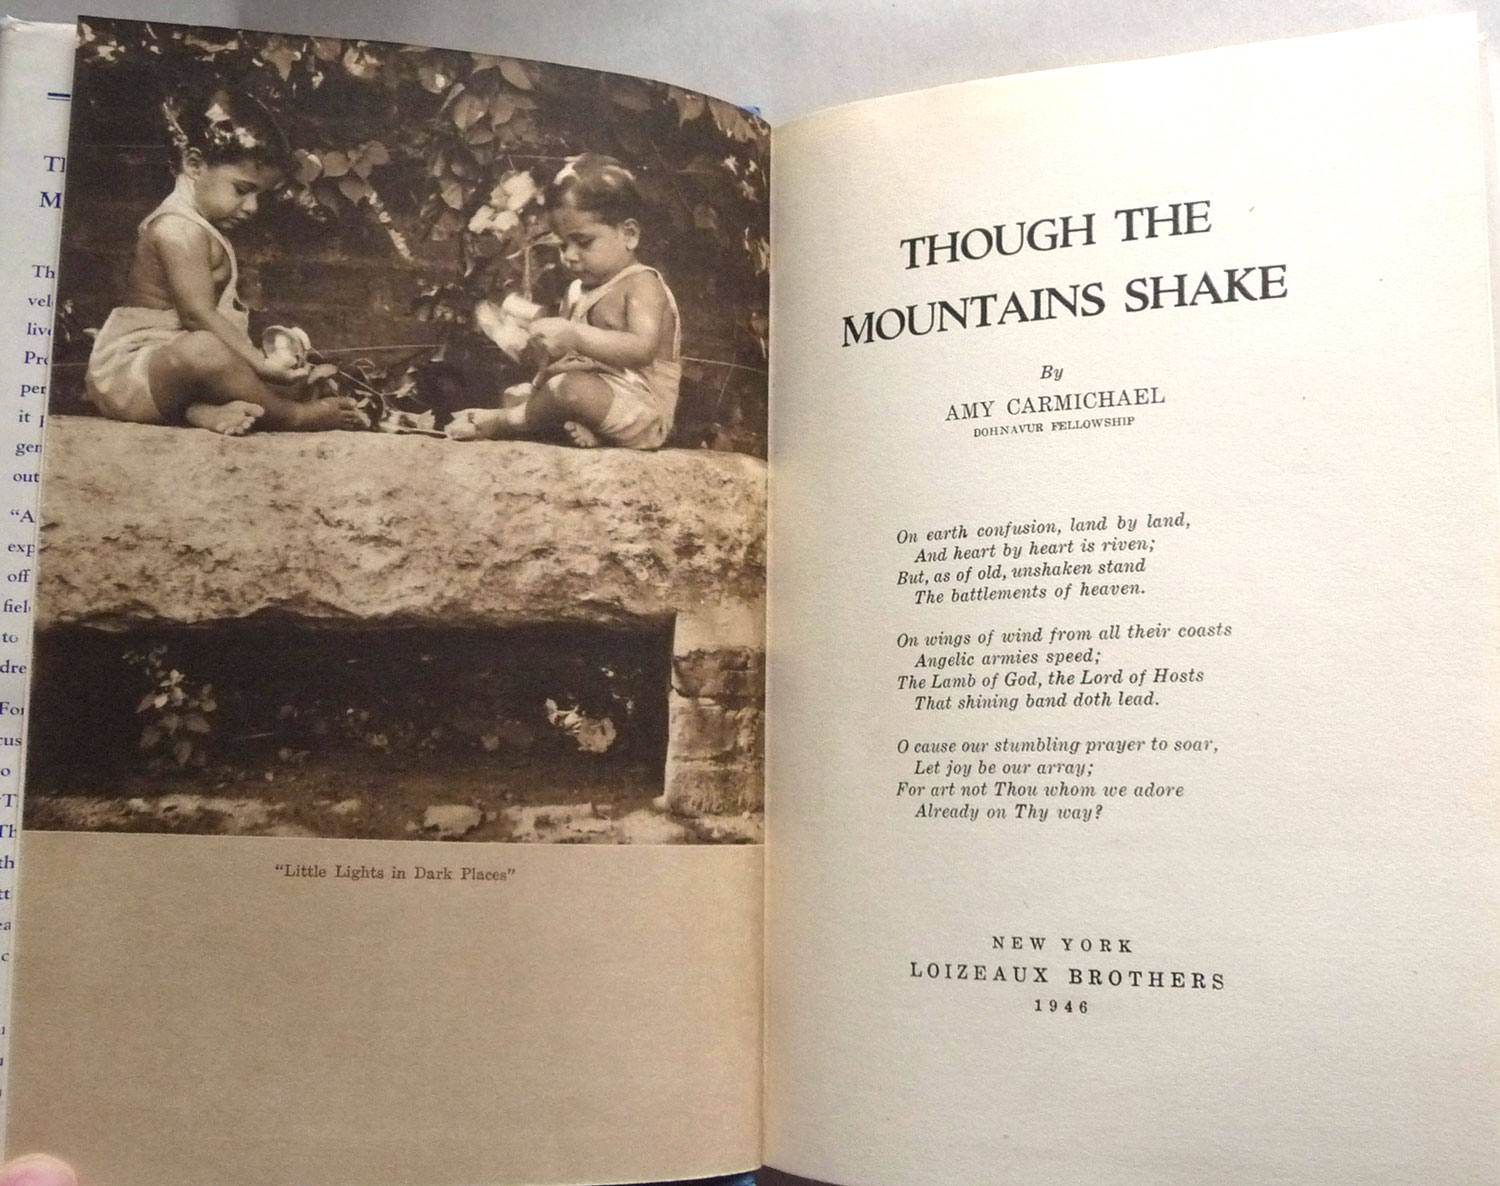 "Little Lights in Dark Places"
THOUGH THE
MOUNTAINS SHAKE
By
AMY CARMICHAEL
DOHNAVUR FELLOWSHIP
On earth confusion, land by land,
And heart by heart is riven;
But, as of old, unshaken stand
The battlements of heaven.
On wings of wind from all their coasts
Angelic armies speed;
The Lamb of God, the Lord of Hosts
That shining band doth lead.
O cause our stumbling prayer to soar,
Let joy be our array;
For art not Thou whom we adore
Already on Thy way?
NEW YORK
LOIZEAUX BROTHERS
1946